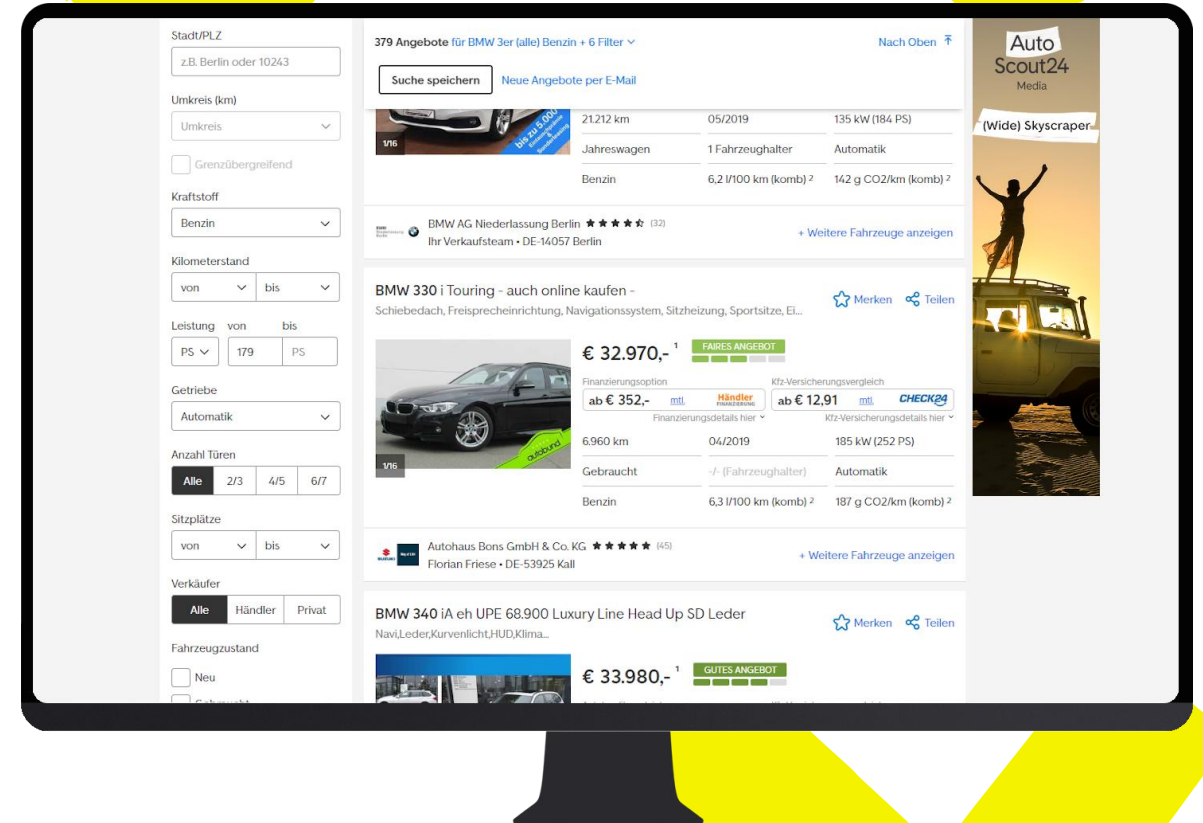 Stadt/PLZ
z.B. Berlin oder 10243
Umkreis (km)
Umkreis
Grenzübergreifend
Kraftstoff
Benzin
Kilometerstand
von bis
Leistung von bis
PS 179 PS
Getriebe
Automatik
Anzahl Türen
Alle 2/3 4/5 6/7
Sitzplätze
von bis
Verkäufer
Alle Händler Privat
Fahrzeugzustand
Neu
379 Angebote für BMW 3er (alle) Benzin + 6 Filter
Nach Oben
Suche speichern Neue Angebote per E-Mail
bis zu 5.000
1/16
21.212 km 05/2019 135 kW (184 PS)
Jahreswagen 1 Fahrzeughalter Automatik
Benzin 6,2 l/100 km (komb) 2 142 g CO2/km (komb) 2
BMW AG Niederlassung Berlin (32)
Ihr Verkaufsteam • DE-14057 Berlin
+ Weitere Fahrzeuge anzeigen
BMW 330 i Touring - auch online kaufen -
Merken Teilen
Schiebedach, Freisprecheinrichtung, Navigationssystem, Sitzheizung, Sportsitze, Ei...
€ 32.970,- 1 FAIRES ANGEBOT
Finanzierungsoption Kfz-Versicherungsvergleich
ab € 352,- mtl. Händler FINANZIERUNG ab € 12,91 mtl. CHECK24
Finanzierungsdetails hier Kfz-Versicherungsdetails hier
autobund
1/16
6.960 km 04/2019 185 kW (252 PS)
Gebraucht -/- (Fahrzeughalter) Automatik
Benzin 6,3 l/100 km (komb) 2 187 g CO2/km (komb) 2
Autohaus Bons GmbH & Co. KG (45)
Florian Friese • DE-53925 Kall
+ Weitere Fahrzeuge anzeigen
BMW 340 iA eh UPE 68.900 Luxury Line Head Up SD Leder
Merken Teilen
Navi,Leder,Kurvenlicht,HUD,Klima...
€ 33.980,- 1 GUTES ANGEBOT
Auto
Scout24
Media
(Wide) Skyscraper